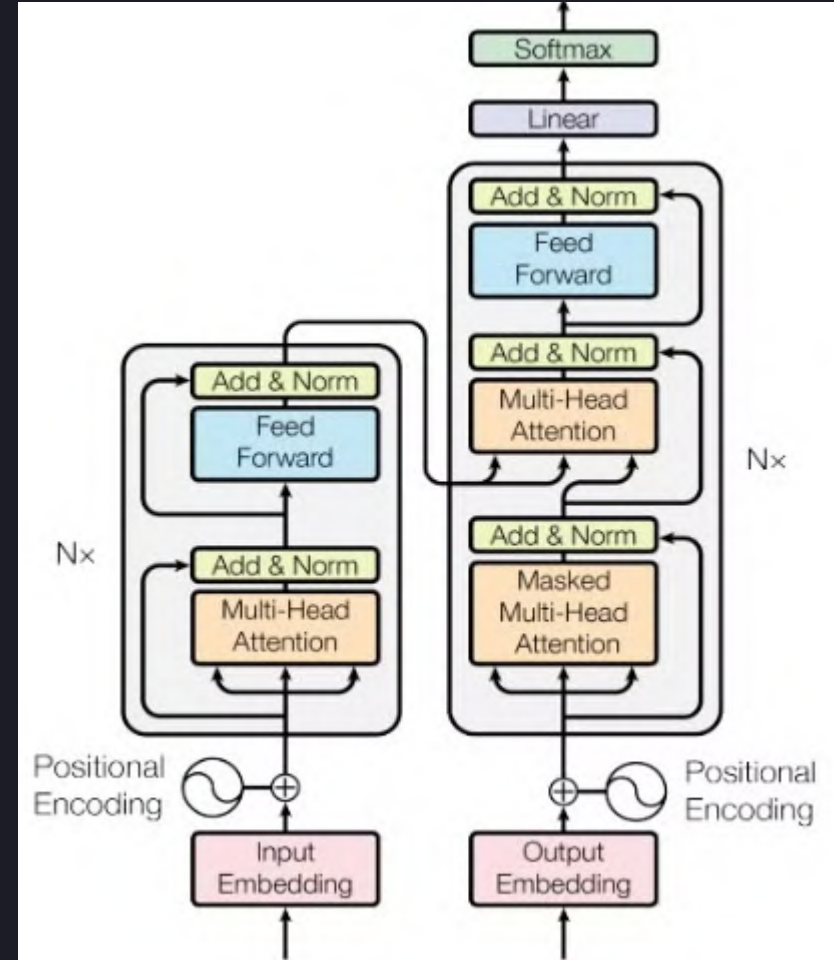 Softmax
Linear
Add & Norm
Feed
Forward
Add & Norm
Multi-Head
Attention
Nx
Add & Norm
Masked
Multi-Head
Attention
Add & Norm
Feed
Forward
Nx
Add & Norm
Multi-Head
Attention
Positional
Encoding
Positional
Encoding
Input
Embedding
Output
Embedding